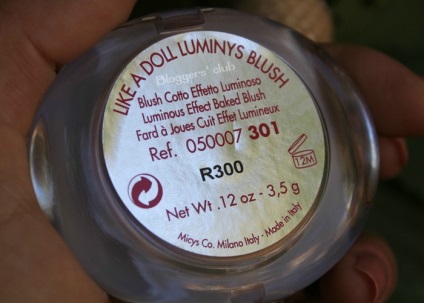 LIKE A DOLL LUMINYS BLUSH
Bloggers' club
Blush Cotto Effetto Luminoso
Luminous Effect Baked Blush
Fard à Joues Cuit Effet Lumineux
Ref. 050007 301
R300
12M
Net Wt .12 oz - 3,5 g
Micys Co. Milano Italy - Made in Italy